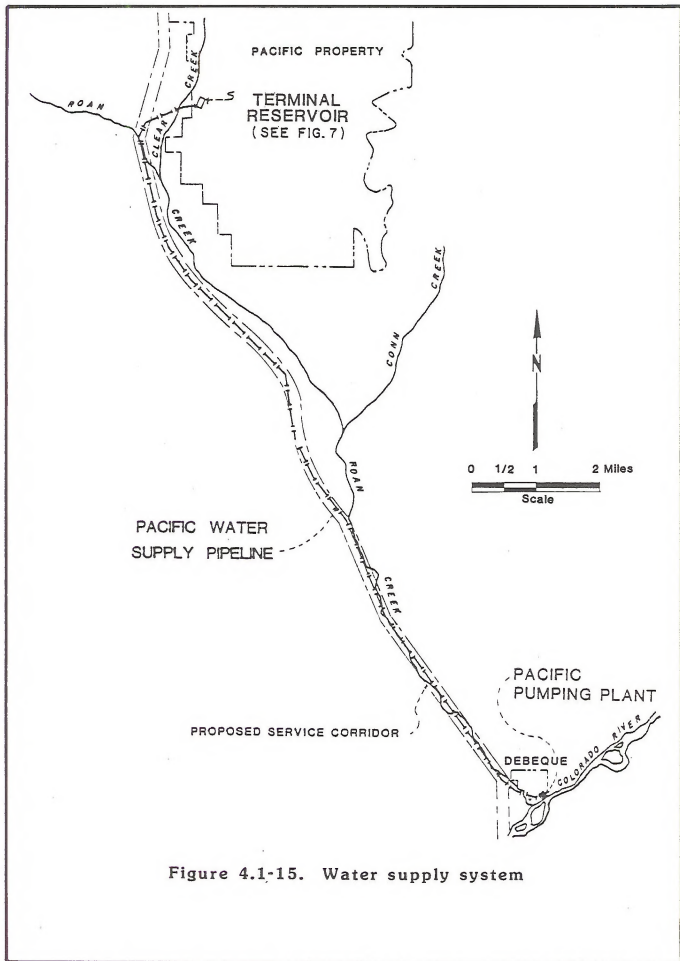 PACIFIC PROPERTY
CREEK
ROAN
S
TERMINAL
RESERVOIR
(SEE FIG. 7)
CLEAR
CREEK
CREEK
CONN
N
0 1/2 1 2 Miles
Scale
ROAN
PACIFIC WATER
SUPPLY PIPELINE
CREEK
PACIFIC
PUMPING PLANT
PROPOSED SERVICE CORRIDOR
DEBEQUE
COLORADO RIVER
Figure 4.1-15. Water supply system